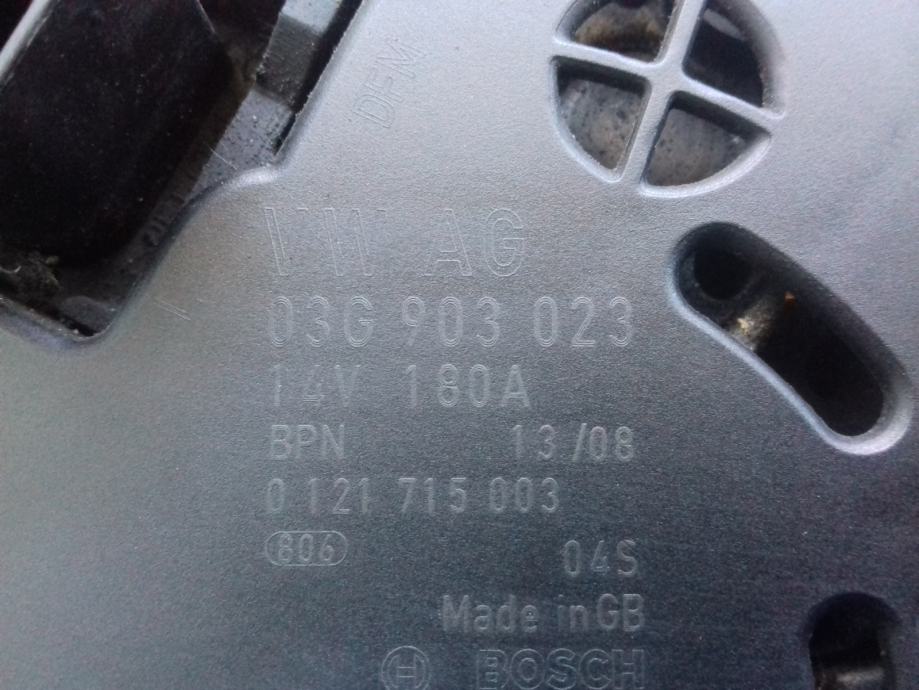 DFM
VW AG
03G 903 023
14V 180A
BPN 13/08
0 121 715 003
806
04S
Made in GB
BOSCH